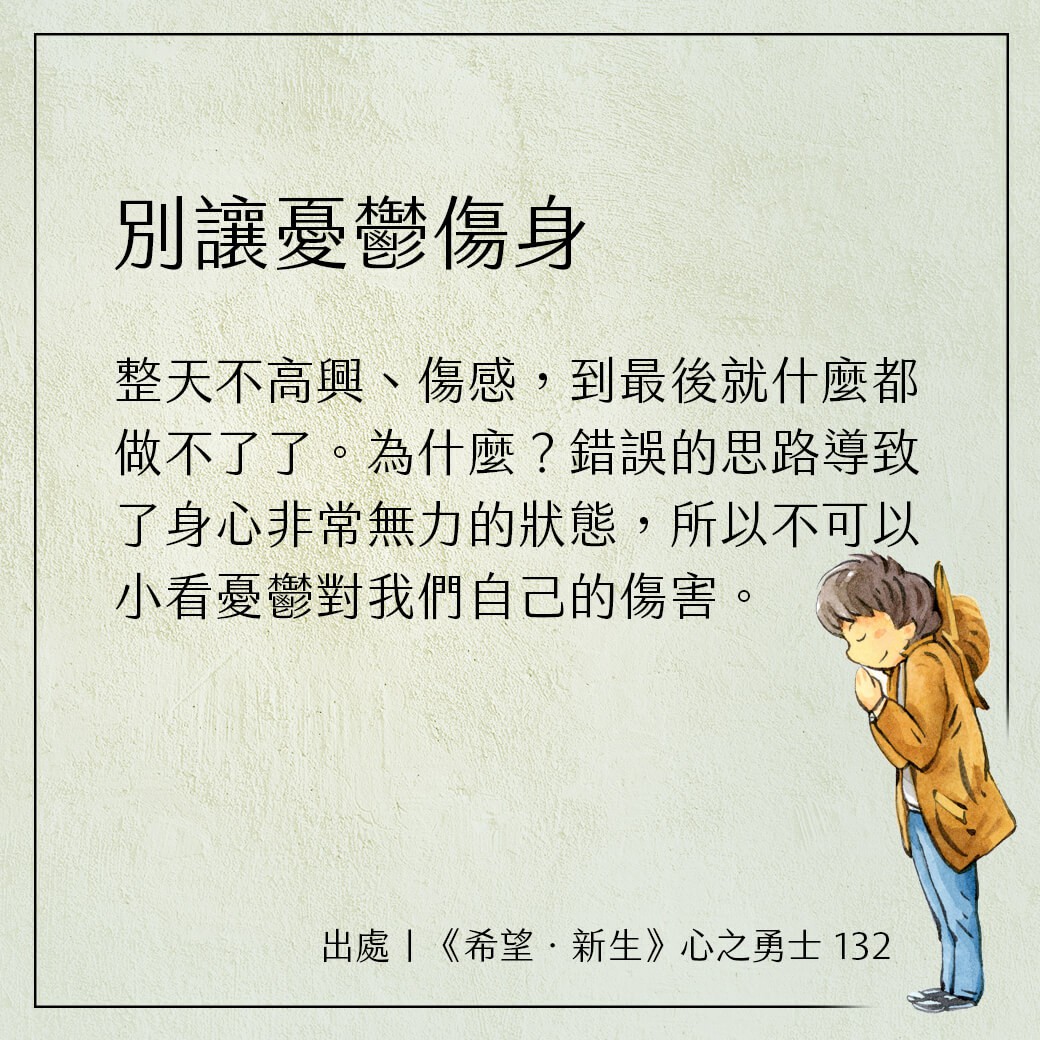 別讓憂鬱傷身
整天不高興、傷感，到最後就什麼都
做不了了。為什麼？錯誤的思路導致
了身心非常無力的狀態，所以不可以
小看憂鬱對我們自己的傷害。
出處｜《希望．新生》心之勇士 132